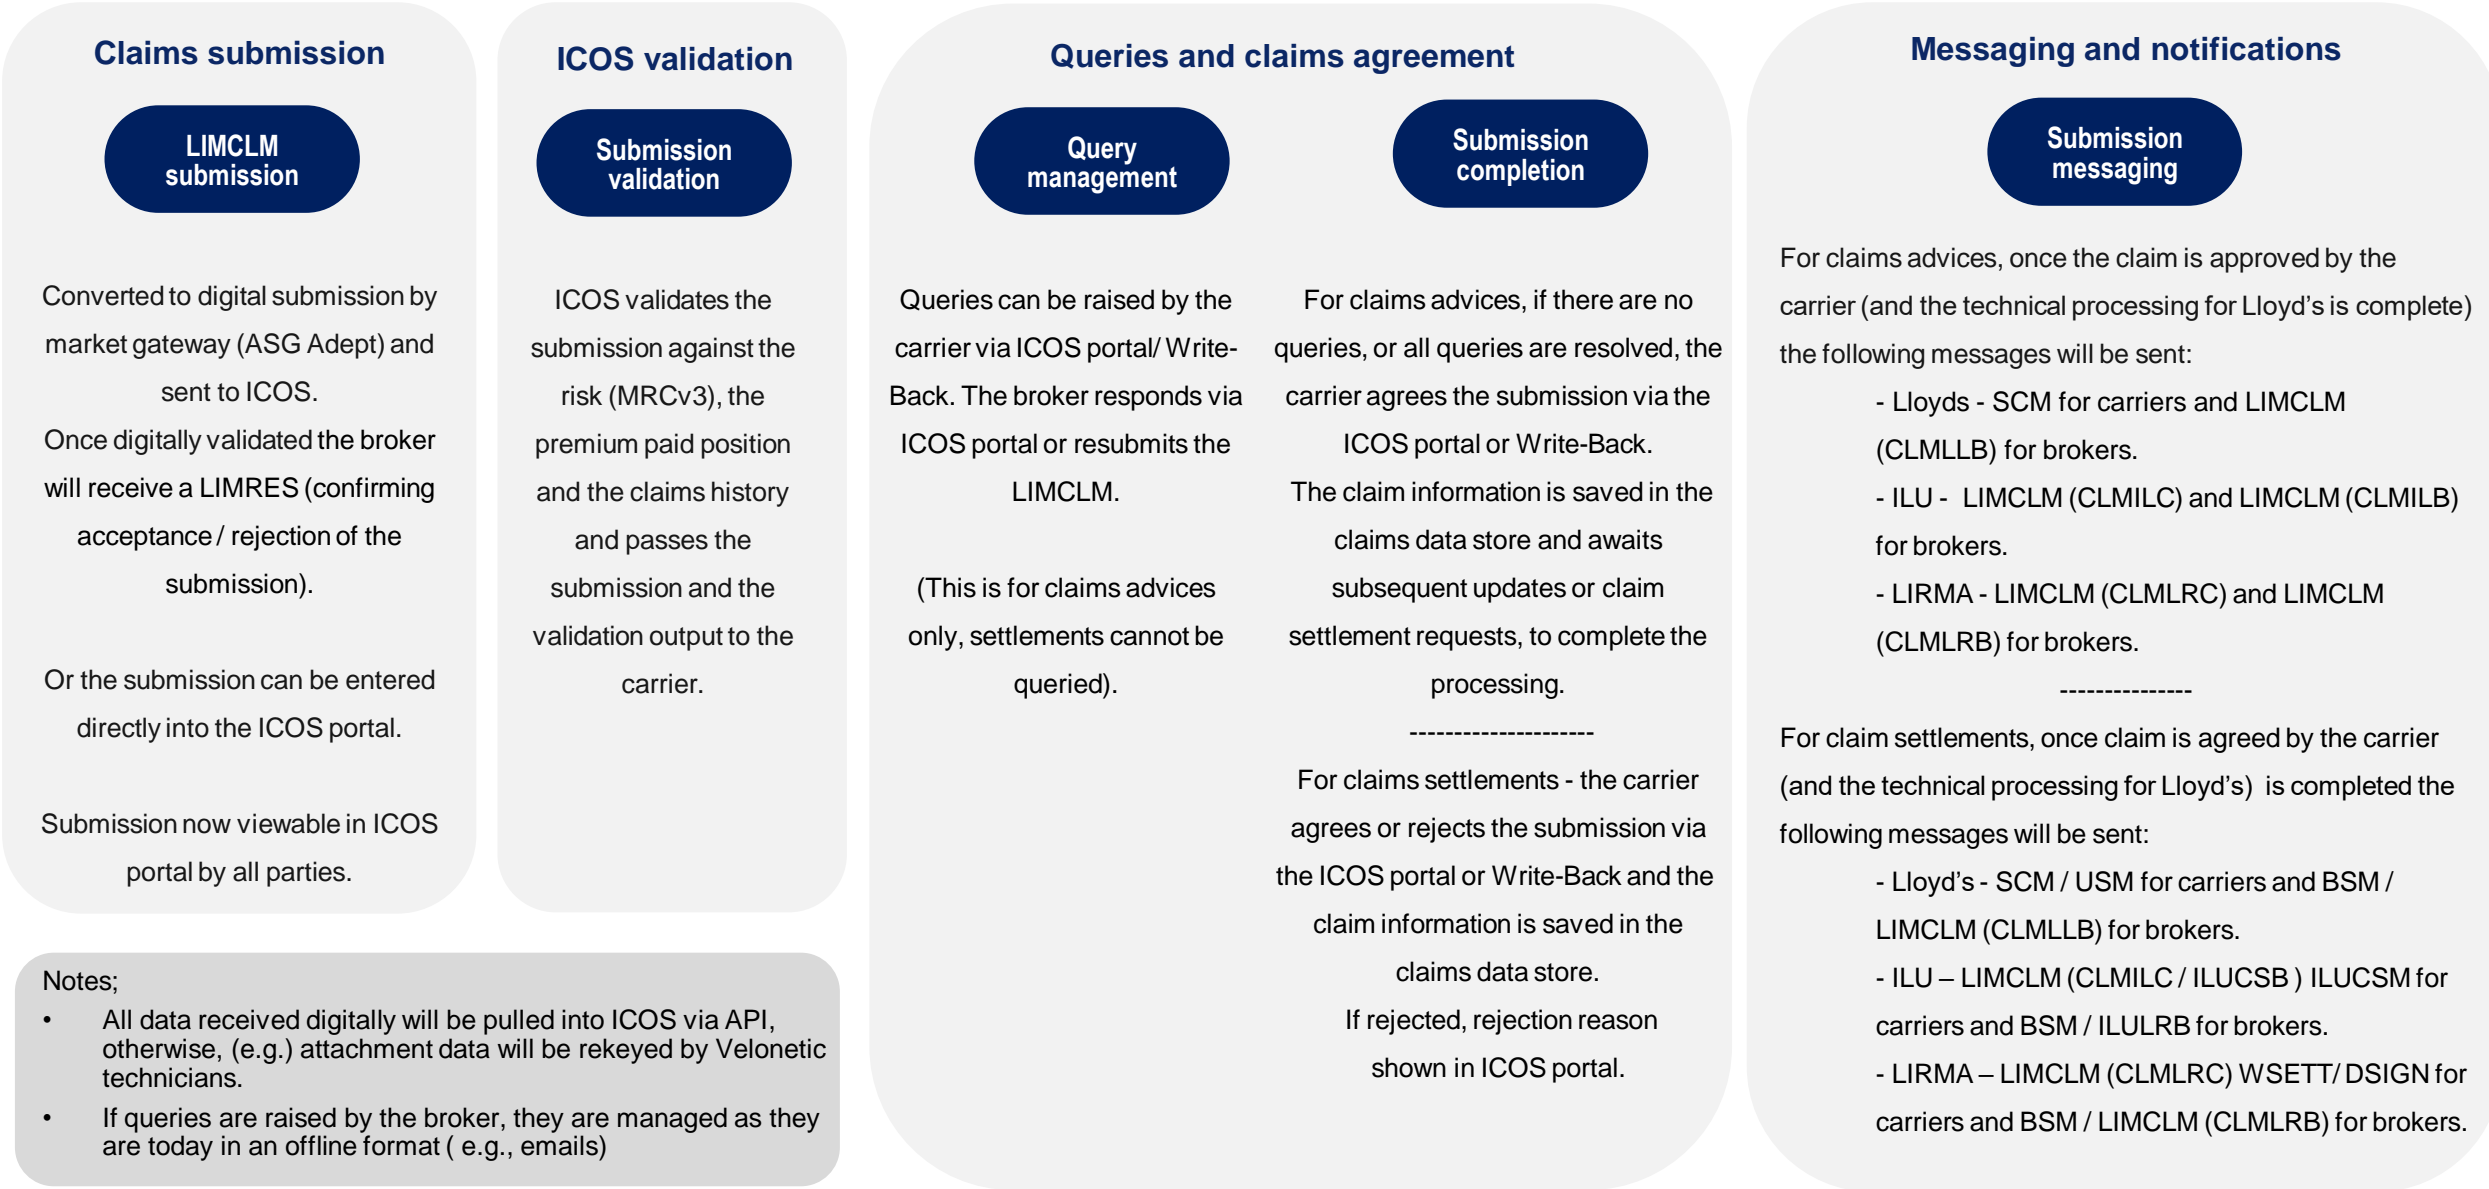 Claims submission
LIMCLM
submission
Converted to digital submission by
market gateway (ASG Adept) and
sent to ICOS.
Once digitally validated the broker
will receive a LIMRES (confirming
acceptance / rejection of the
submission).
Or the submission can be entered
directly into the ICOS portal.
Submission now viewable in ICOS
portal by all parties.
ICOS validation
Submission
validation
ICOS validates the
submission against the
risk (MRCv3), the
premium paid position
and the claims history
and passes the
submission and the
validation output to the
carrier.
Queries and claims agreement
Query
management
Queries can be raised by the
carrier via ICOS portal/ Write-
Back. The broker responds via
ICOS portal or resubmits the
LIMCLM.
(This is for claims advices
only, settlements cannot be
queried).
Submission
completion
For claims advices, if there are no
queries, or all queries are resolved, the
carrier agrees the submission via the
ICOS portal or Write-Back.
The claim information is saved in the
claims data store and awaits
subsequent updates or claim
settlement requests, to complete the
processing.
---------------------
For claims settlements - the carrier
agrees or rejects the submission via
the ICOS portal or Write-Back and the
claim information is saved in the
claims data store.
If rejected, rejection reason
shown in ICOS portal.
Messaging and notifications
Submission
messaging
For claims advices, once the claim is approved by the
carrier (and the technical processing for Lloyd's is complete)
the following messages will be sent:
- Lloyds - SCM for carriers and LIMCLM
(CLMLLB) for brokers.
- ILU -  LIMCLM (CLMILC) and LIMCLM (CLMILB)
for brokers.
- LIRMA - LIMCLM (CLMLRC) and LIMCLM
(CLMLRB) for brokers.
---------------
For claim settlements, once claim is agreed by the carrier
(and the technical processing for Lloyd's)  is completed the
following messages will be sent:
- Lloyd's - SCM / USM for carriers and BSM /
LIMCLM (CLMLLB) for brokers.
- ILU – LIMCLM (CLMILC / ILUCSB ) ILUCSM for
carriers and BSM / ILULRB for brokers.
- LIRMA – LIMCLM (CLMLRC) WSETT/ DSIGN for
carriers and BSM / LIMCLM (CLMLRB) for brokers.
Notes;
• All data received digitally will be pulled into ICOS via API,
otherwise, (e.g.) attachment data will be rekeyed by Velonetic
technicians.
• If queries are raised by the broker, they are managed as they
are today in an offline format ( e.g., emails)